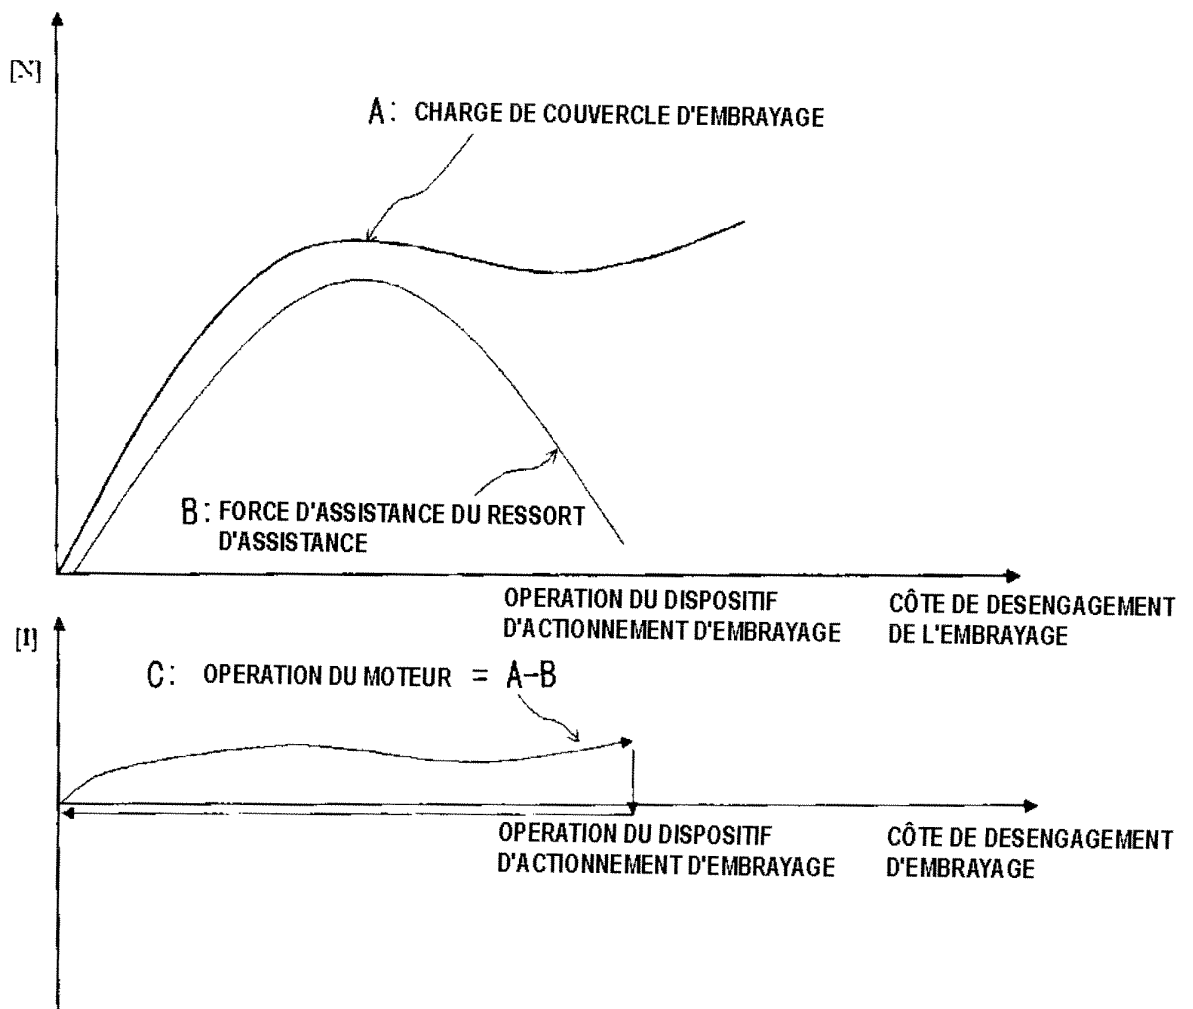 [N]
A: CHARGE DE COUVERCLE D'EMBRAYAGE
B: FORCE D'ASSISTANCE DU RESSORT
D'ASSISTANCE
OPERATION DU DISPOSITIF
D'ACTIONNEMENT D'EMBRAYAGE
CÔTE DE DESENGAGEMENT
DE L'EMBRAYAGE
[I]
C: OPERATION DU MOTEUR = A-B
OPERATION DU DISPOSITIF
D'ACTIONNEMENT D'EMBRAYAGE
CÔTE DE DESENGAGEMENT
D'EMBRAYAGE